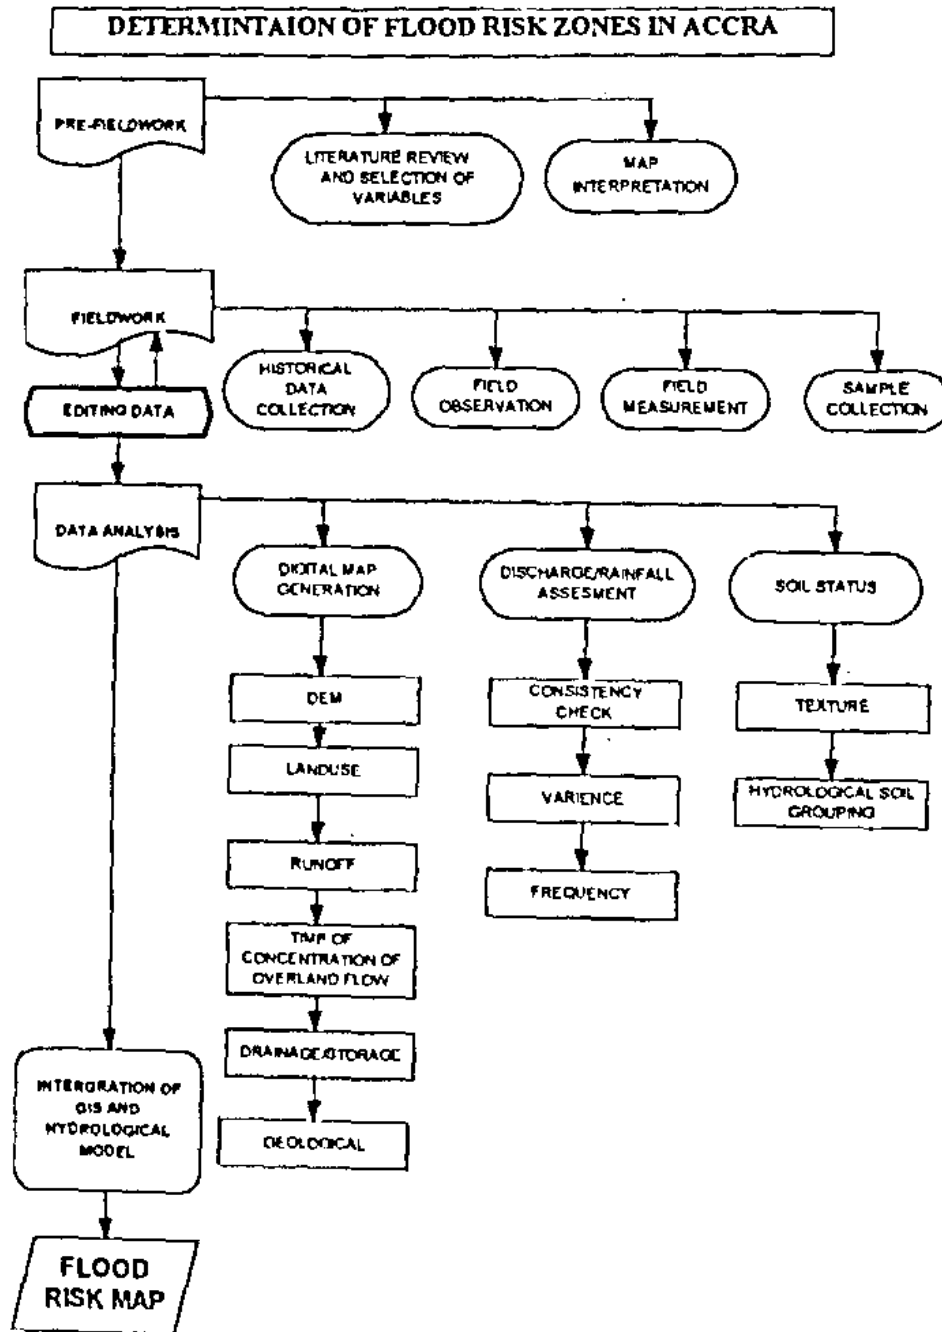 DETERMINTAION OF FLOOD RISK ZONES IN ACCRA
PRE-FIELDWORK
LITERATURE REVIEW
AND SELECTION OF
VARIABLES
MAP
INTERPRETATION
FIELDWORK
HISTORICAL
DATA
COLLECTION
FIELD
OBSERVATION
FIELD
MEASUREMENT
SAMPLE
COLLECTION
EDITING DATA
DATA ANALYSIS
DIGITAL MAP
GENERATION
DISCHARGE/RAINFALL
ASSESMENT
SOIL STATUS
DEM
CONSISTENCY
CHECK
TEXTURE
LANDUSE
VARIENCE
HYDROLOGICAL SOIL
GROUPING
RUNOFF
FREQUENCY
TIME OF
CONCENTRATION OF
OVERLAND FLOW
DRAINAGE/STORAGE
GEOLOGICAL
INTERGRATION OF
GIS AND
HYDROLOGICAL
MODEL
FLOOD
RISK MAP